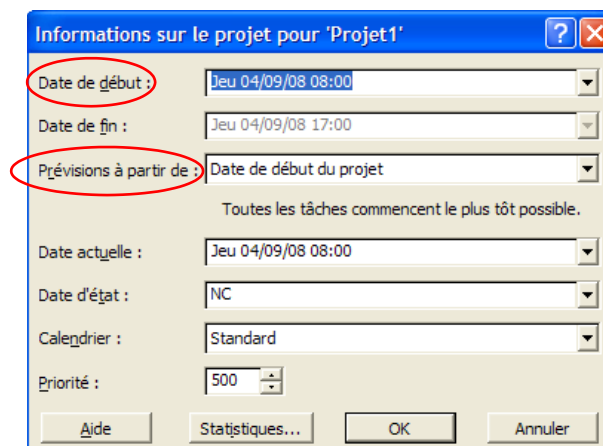 Informations sur le projet pour 'Projet1'
Date de début : Jeu 04/09/08 08:00
Date de fin : Jeu 04/09/08 17:00
Prévisions à partir de : Date de début du projet
Toutes les tâches commencent le plus tôt possible.
Date actuelle : Jeu 04/09/08 08:00
Date d'état : NC
Calendrier : Standard
Priorité : 500
Aide Statistiques... OK Annuler